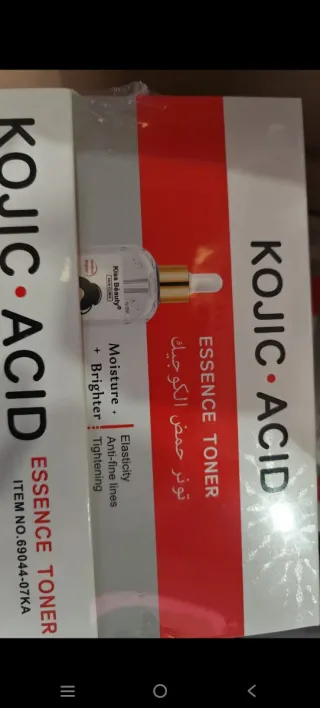 KOJIC • ACID
ESSENCE TONER
تونر حمض الكوجيك
Kiss Beauty®
Moisture +
+ Brighter
Elasticity
Anti-fine lines
Tightening
KOJIC • ACID
ESSENCE TONER
ITEM NO.69044-07KA